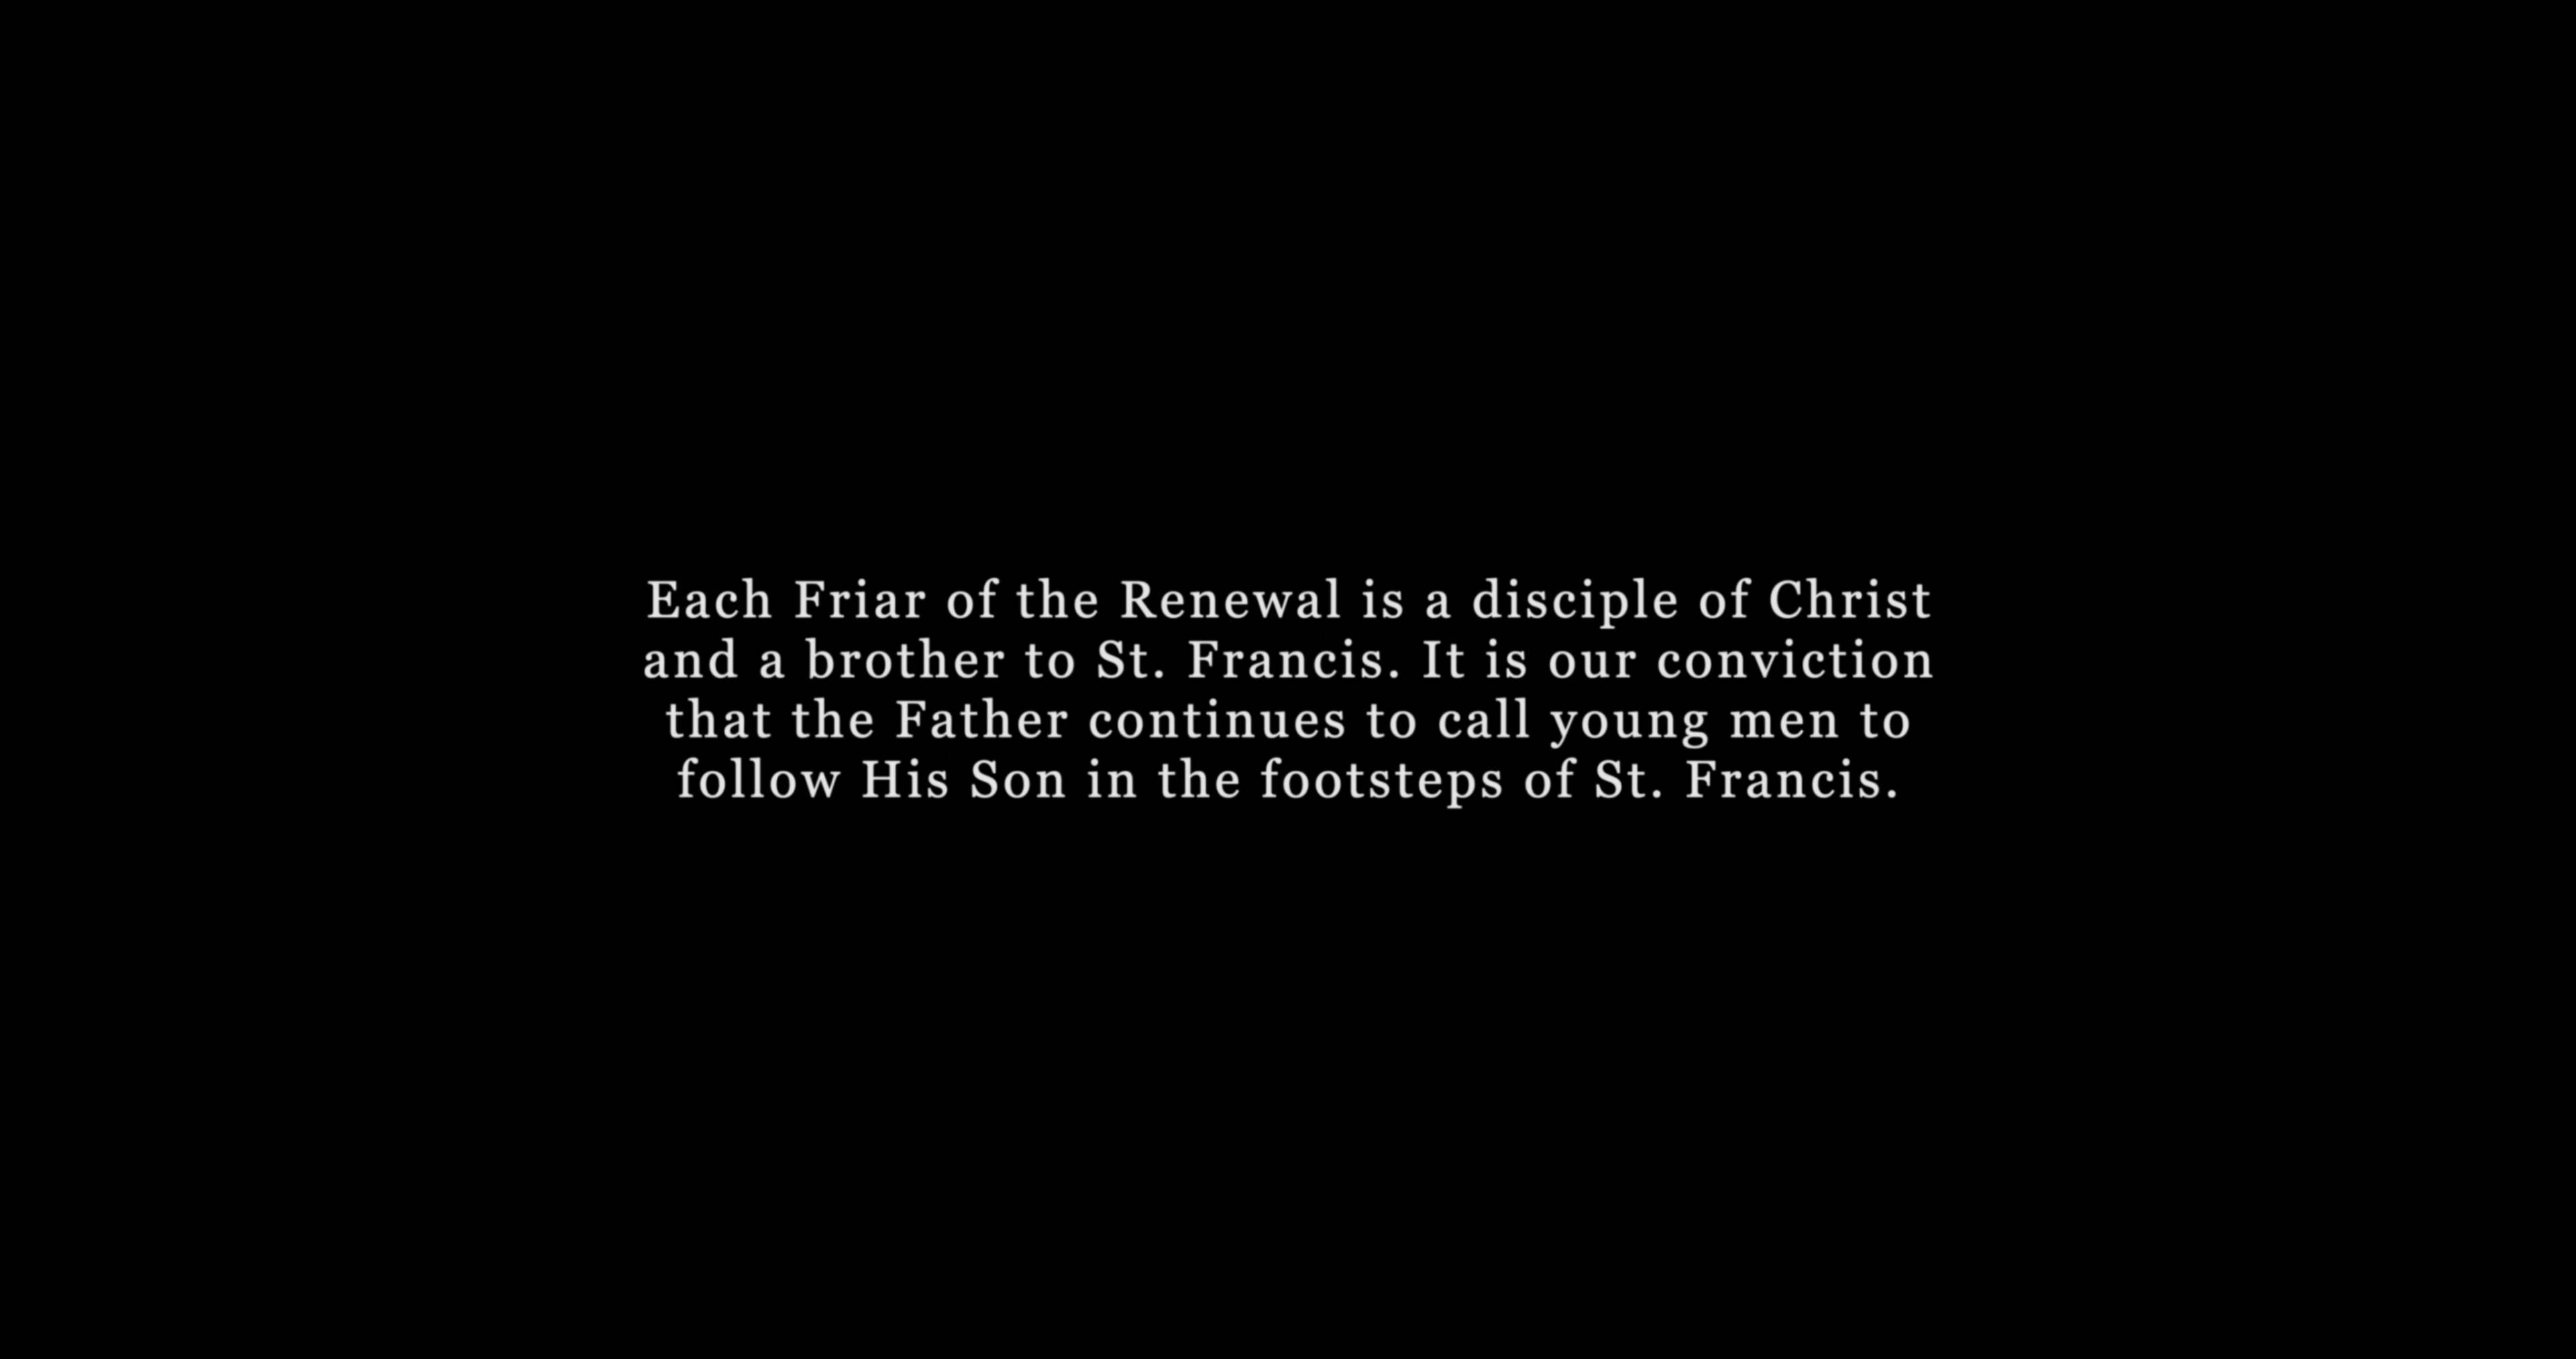 Each Friar of the Renewal is a disciple of Christ
and a brother to St. Francis. It is our conviction
that the Father continues to call young men to
follow His Son in the footsteps of St. Francis.